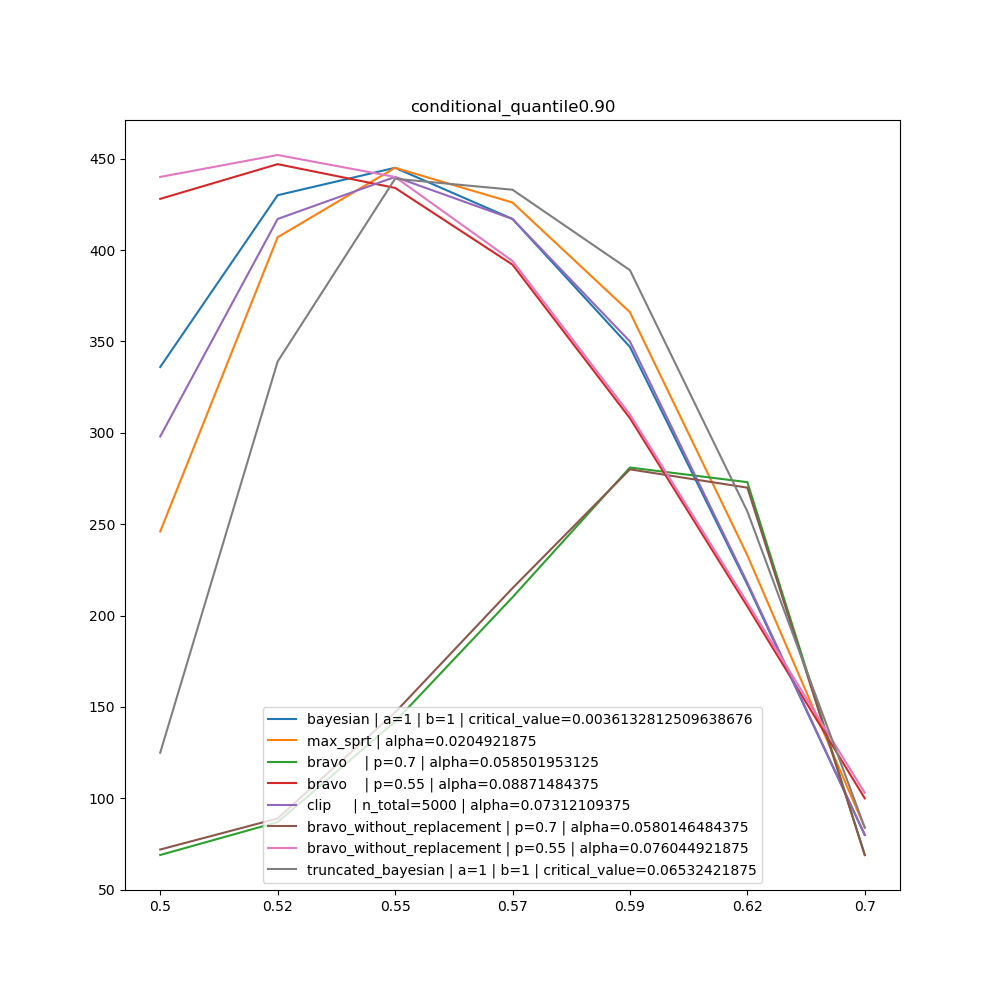 conditional_quantile0.90
450
400
350
300
250
200
150
100
50
bayesian | a=1 | b=1 | critical_value=0.0036132812509638676
max_sprt | alpha=0.0204921875
bravo    | p=0.7 | alpha=0.058501953125
bravo    | p=0.55 | alpha=0.08871484375
clip     | n_total=5000 | alpha=0.07312109375
bravo_without_replacement | p=0.7 | alpha=0.0580146484375
bravo_without_replacement | p=0.55 | alpha=0.076044921875
truncated_bayesian | a=1 | b=1 | critical_value=0.06532421875
0.5 0.52 0.55 0.57 0.59 0.62 0.7